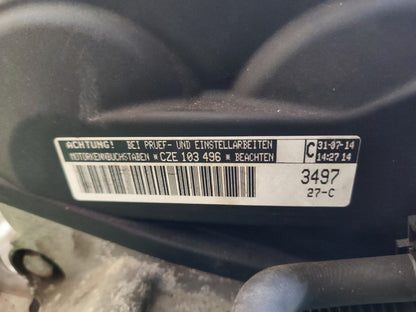 ACHTUNG! BEI PRUEF- UND EINSTELLARBEITEN
MOTORKENNBUCHSTABEN * CZE 103 496 * BEACHTEN
C
31-07-14
14:27 14
3497
27-C